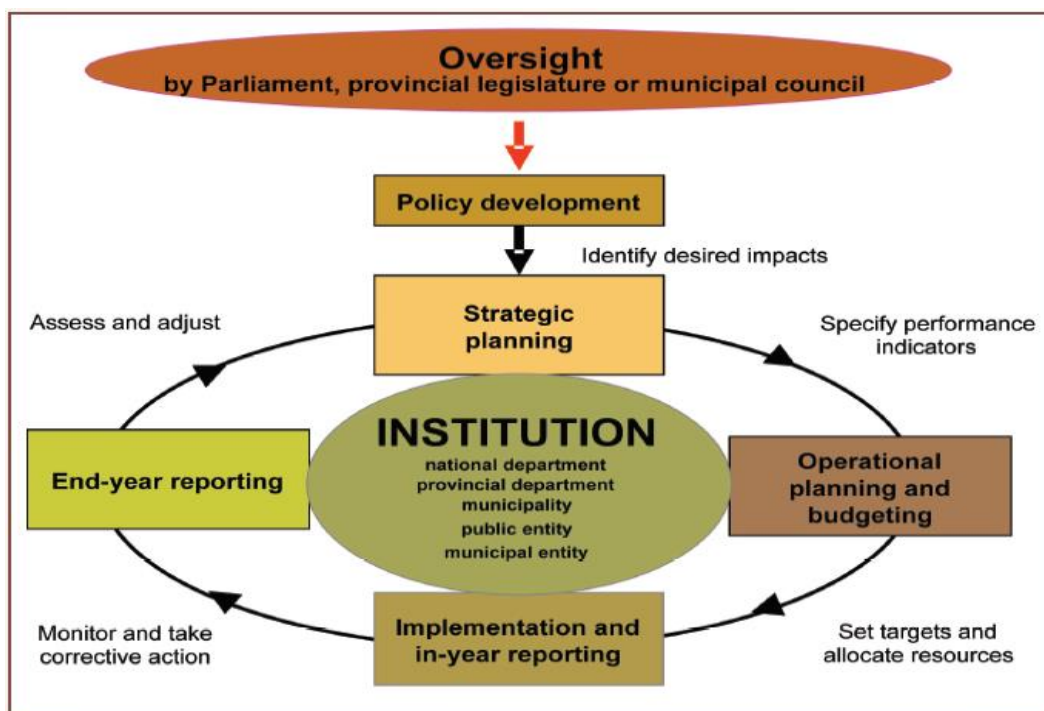 Oversight
by Parliament, provincial legislature or municipal council
Policy development
Identify desired impacts
Strategic
planning
Assess and adjust
Specify performance
indicators
INSTITUTION
national department
provincial department
municipality
public entity
municipal entity
End-year reporting
Operational
planning and
budgeting
Implementation and
in-year reporting
Monitor and take
corrective action
Set targets and
allocate resources